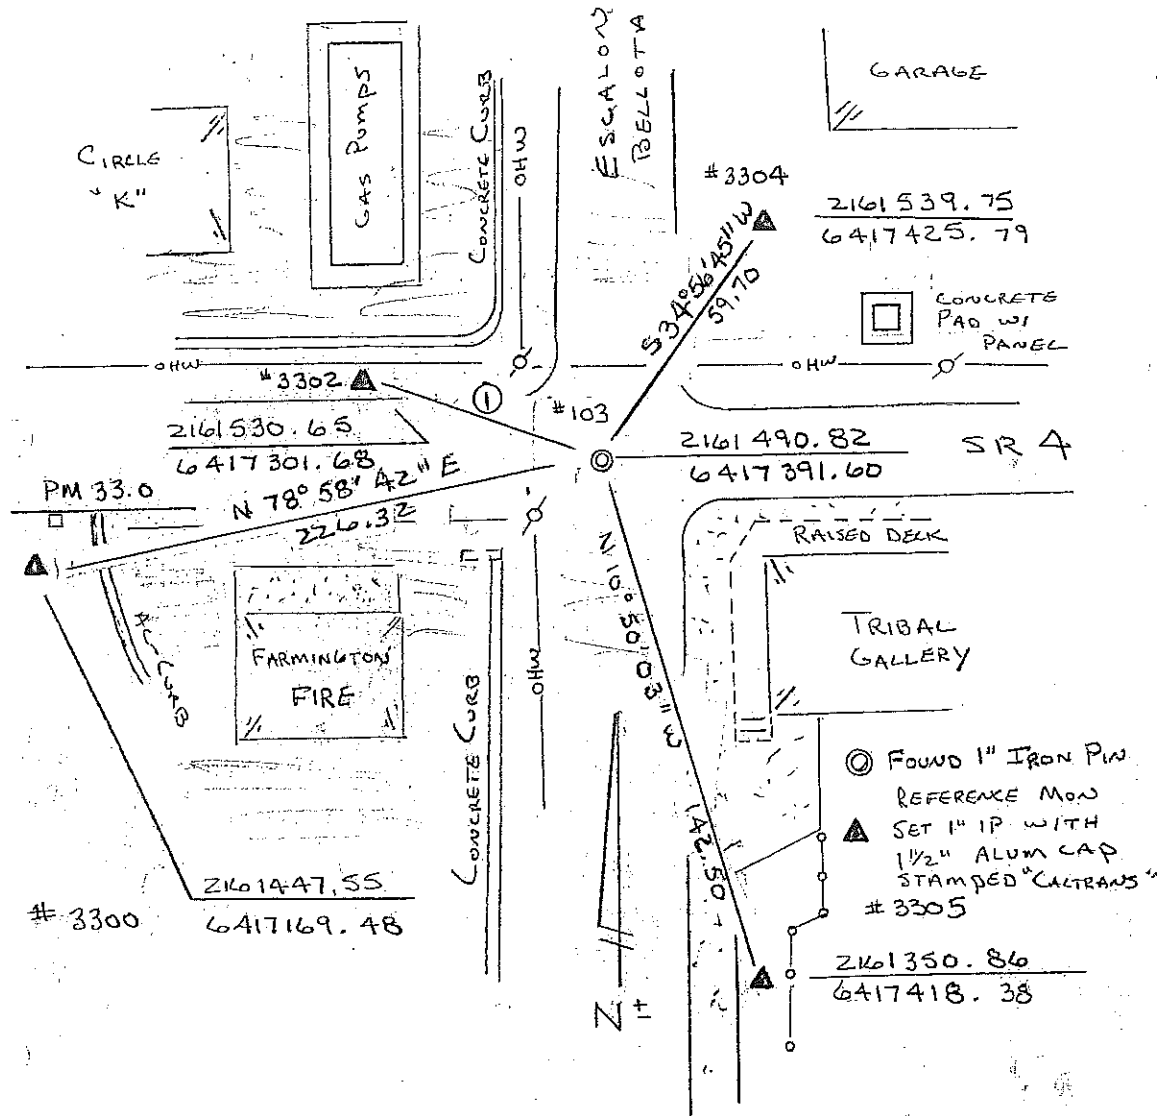 ESCALON
BELLOTA
GARAGE
CIRCLE
"K"
GAS PUMPS
CONCRETE CURB
OHW
#3304
2161539.75
6417425.79
S34°56'45"W
59.70
CONCRETE
PAD W/
PANEL
OHW
OHW
#3302
1
#103
2161530.65
6417301.68
2161490.82
6417391.60
SR 4
PM 33.0
N 78°58'42" E
226.32
RAISED DECK
N 10°50'03" W
142.50
TRIBAL
GALLERY
AC-CURB
FARMINGTON
FIRE
CONCRETE CURB
OHW
FOUND 1" IRON PIN
REFERENCE MON
SET 1" IP WITH
1 1/2" ALUM CAP
STAMPED "CALTRANS"
#3305
2161447.55
#3300
6417169.48
2161350.86
6417418.38
N
±